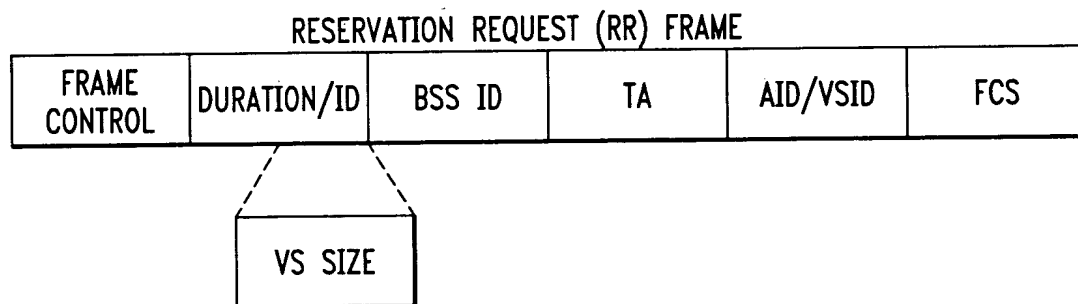 RESERVATION REQUEST (RR) FRAME
FRAME CONTROL
DURATION/ID
BSS ID
TA
AID/VSID
FCS
VS SIZE